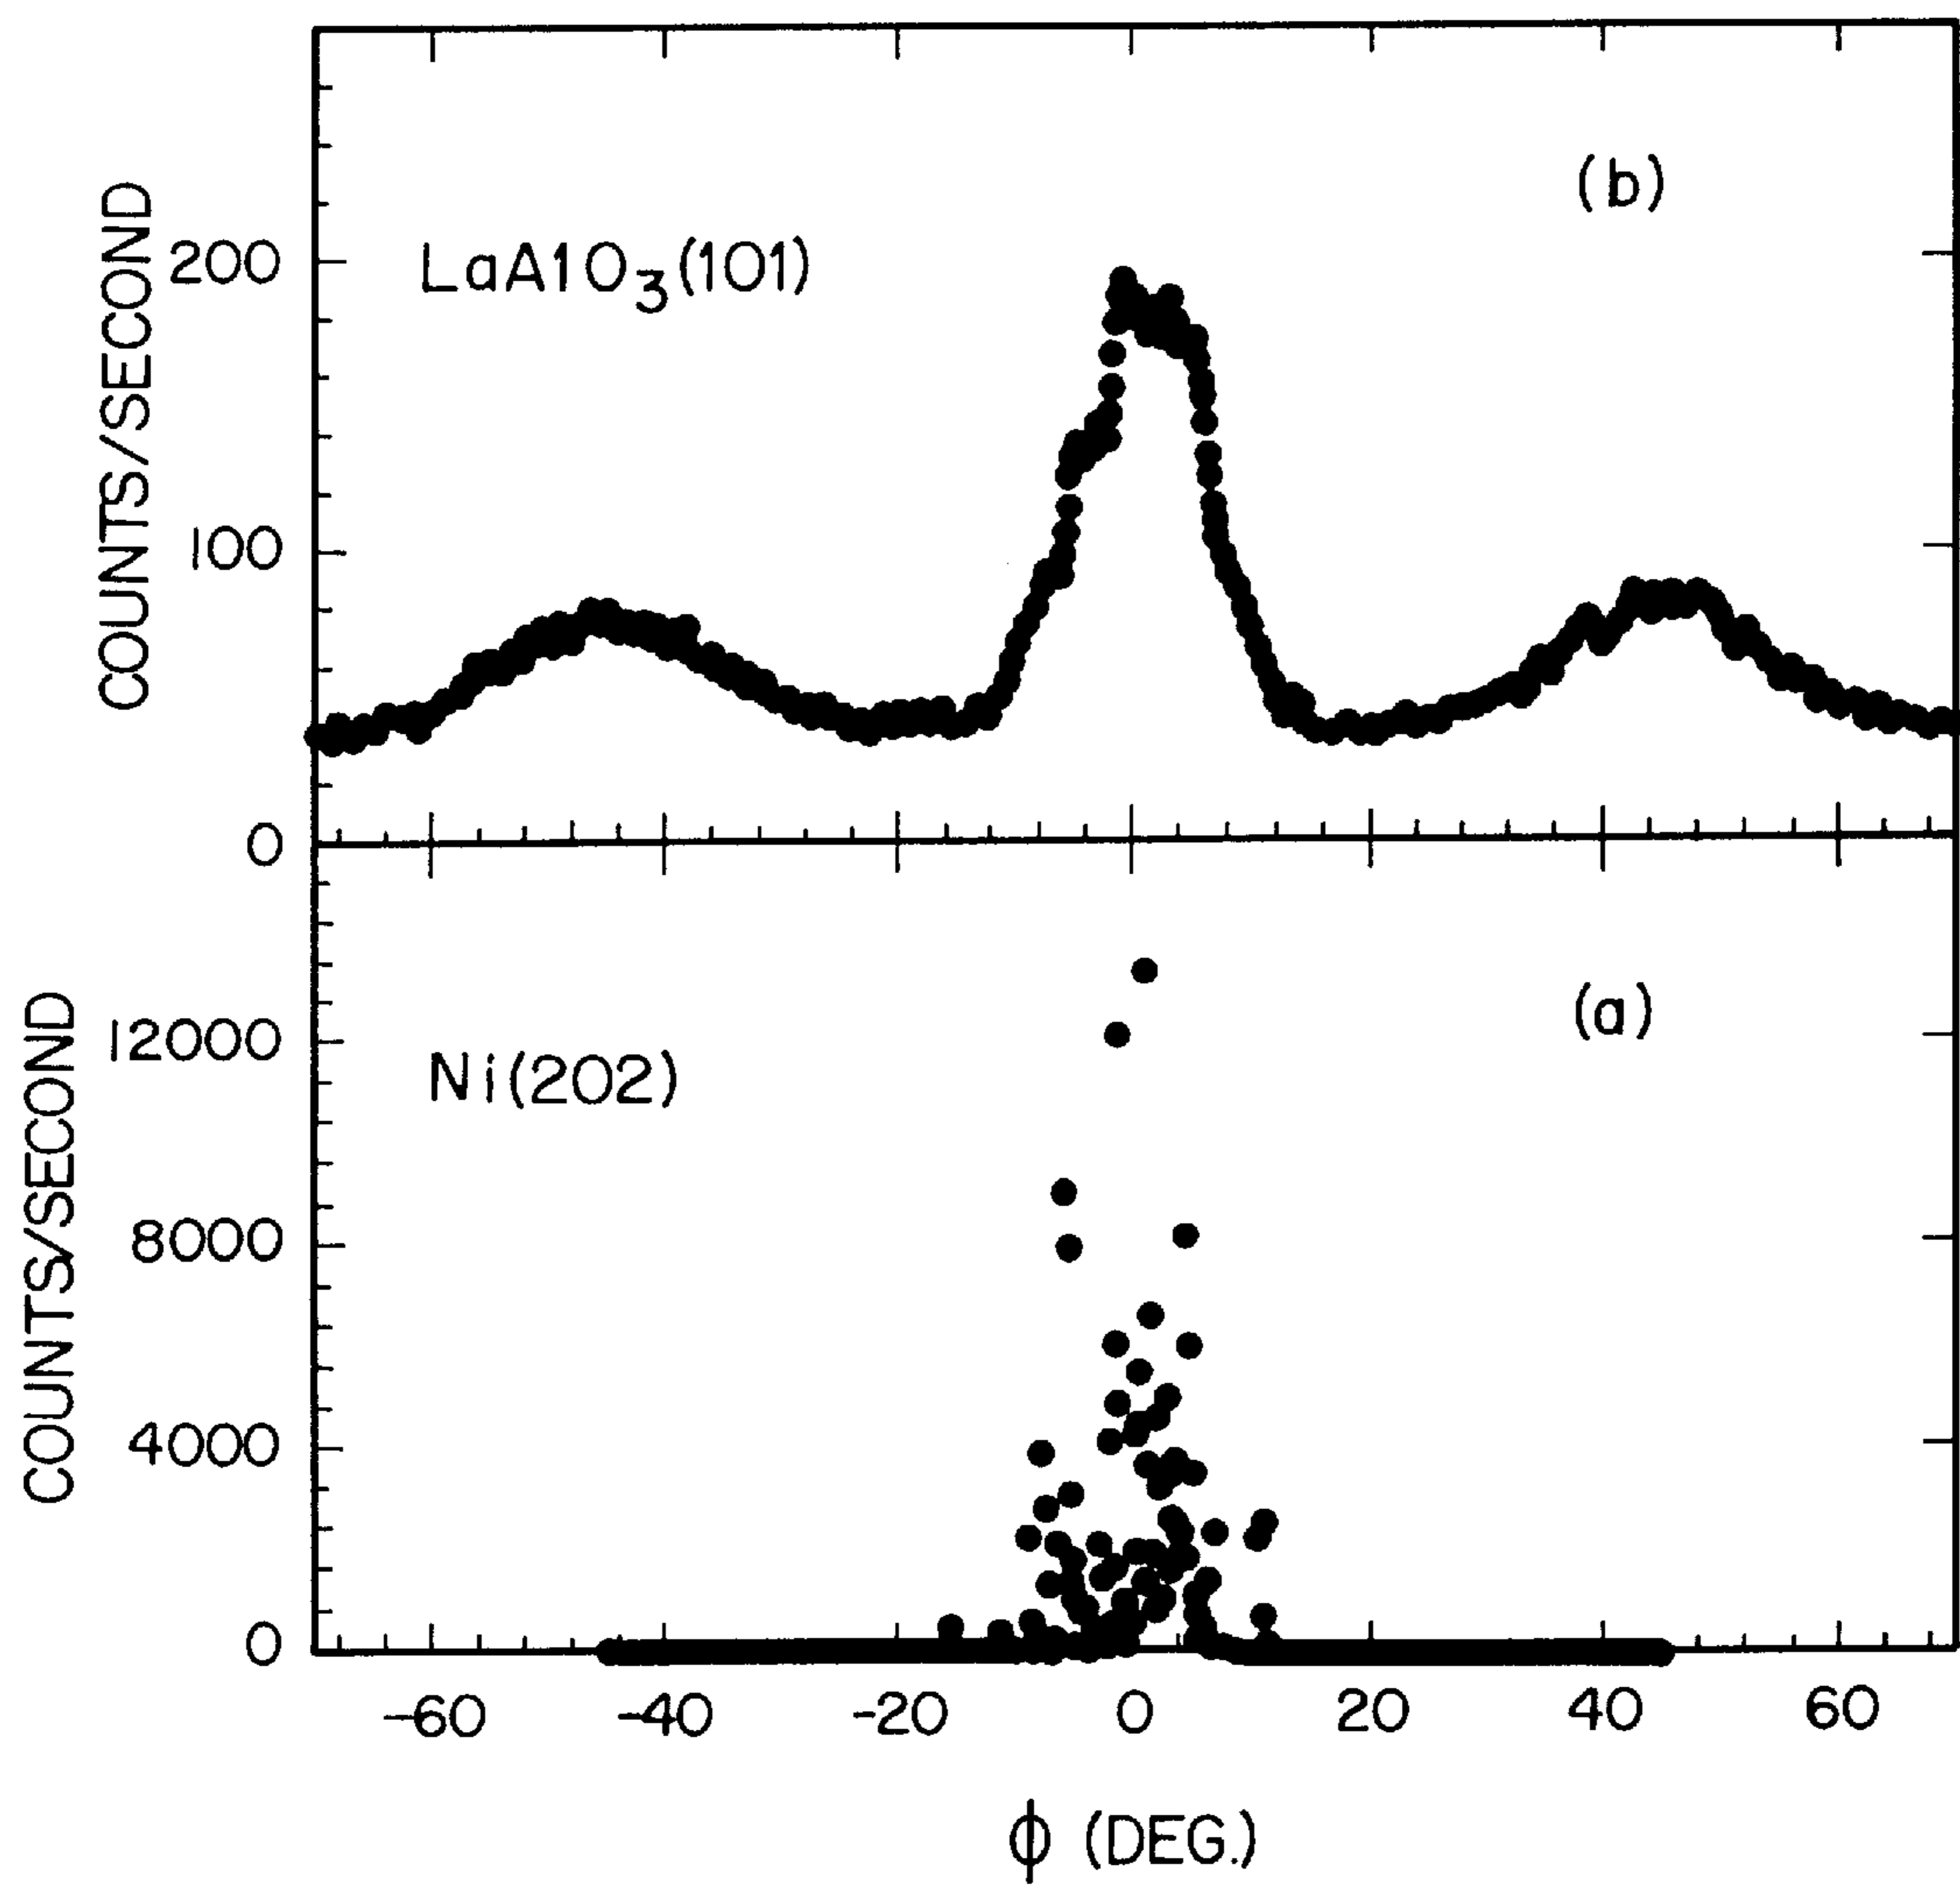 COUNTS/SECOND
200
100
0
LaAlO3(101)
(b)
COUNTS/SECOND
12000
8000
4000
0
Ni(202)
(a)
-60 -40 -20 0 20 40 60
ϕ (DEG.)